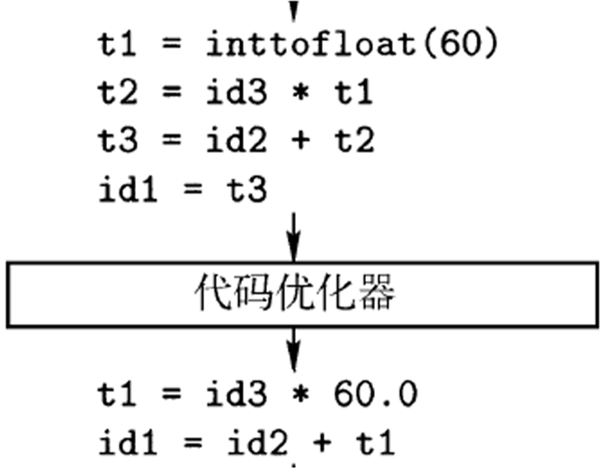 t1 = inttofloat(60)
t2 = id3 * t1
t3 = id2 + t2
id1 = t3
代码优化器
t1 = id3 * 60.0
id1 = id2 + t1